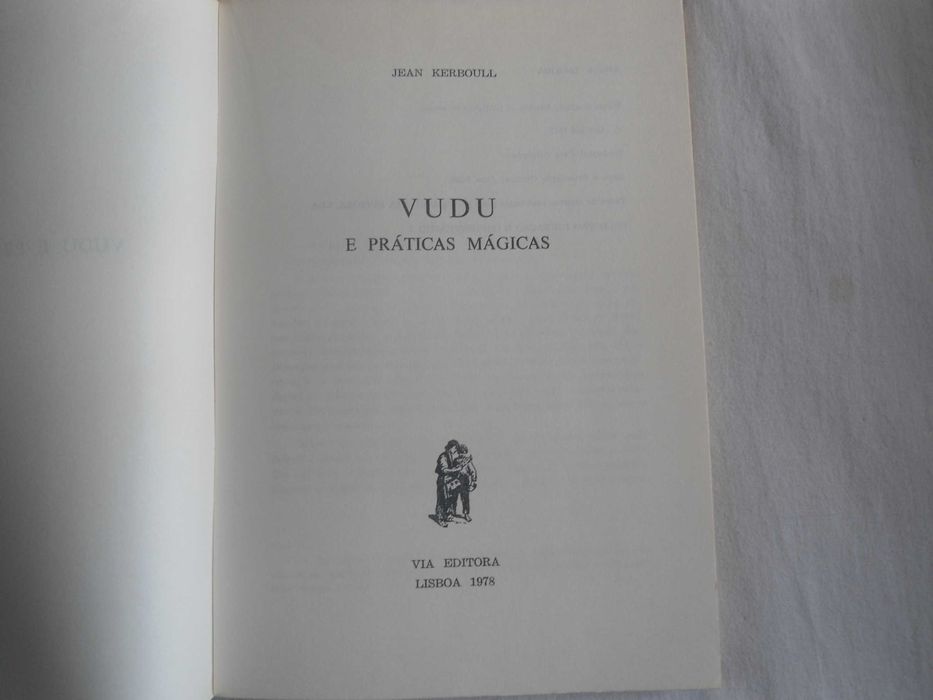 JEAN KERBOULL
VUDU
E PRÁTICAS MÁGICAS
VIA EDITORA
LISBOA 1978